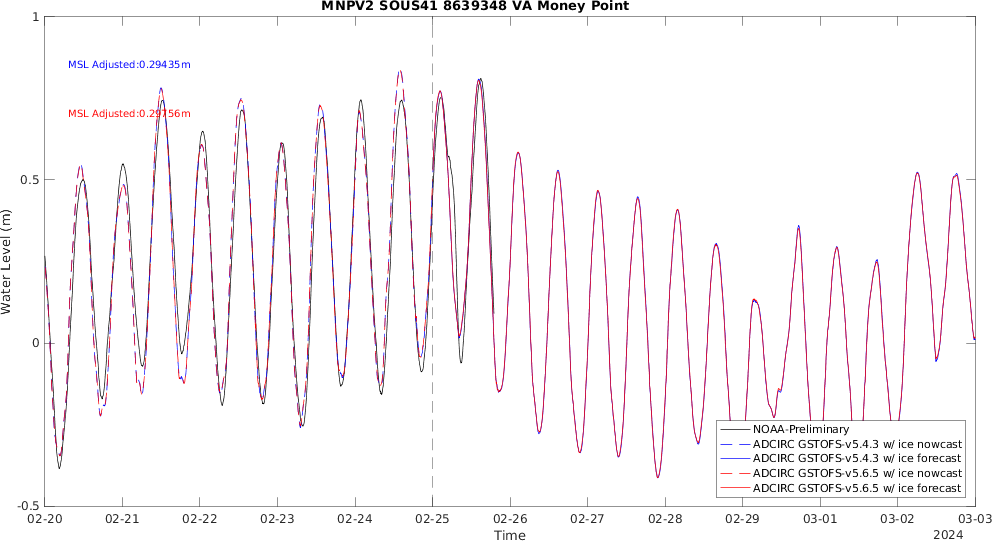 MNPV2 SOUS41 8639348 VA Money Point
1
0.5
0
-0.5
Water Level (m)
MSL Adjusted:0.29435m
MSL Adjusted:0.29756m
NOAA-Preliminary
ADCIRC GSTOFS-v5.4.3 w/ ice nowcast
ADCIRC GSTOFS-v5.4.3 w/ ice forecast
ADCIRC GSTOFS-v5.6.5 w/ ice nowcast
ADCIRC GSTOFS-v5.6.5 w/ ice forecast
02-20 02-21 02-22 02-23 02-24 02-25 02-26 02-27 02-28 02-29 03-01 03-02 03-03
Time
2024